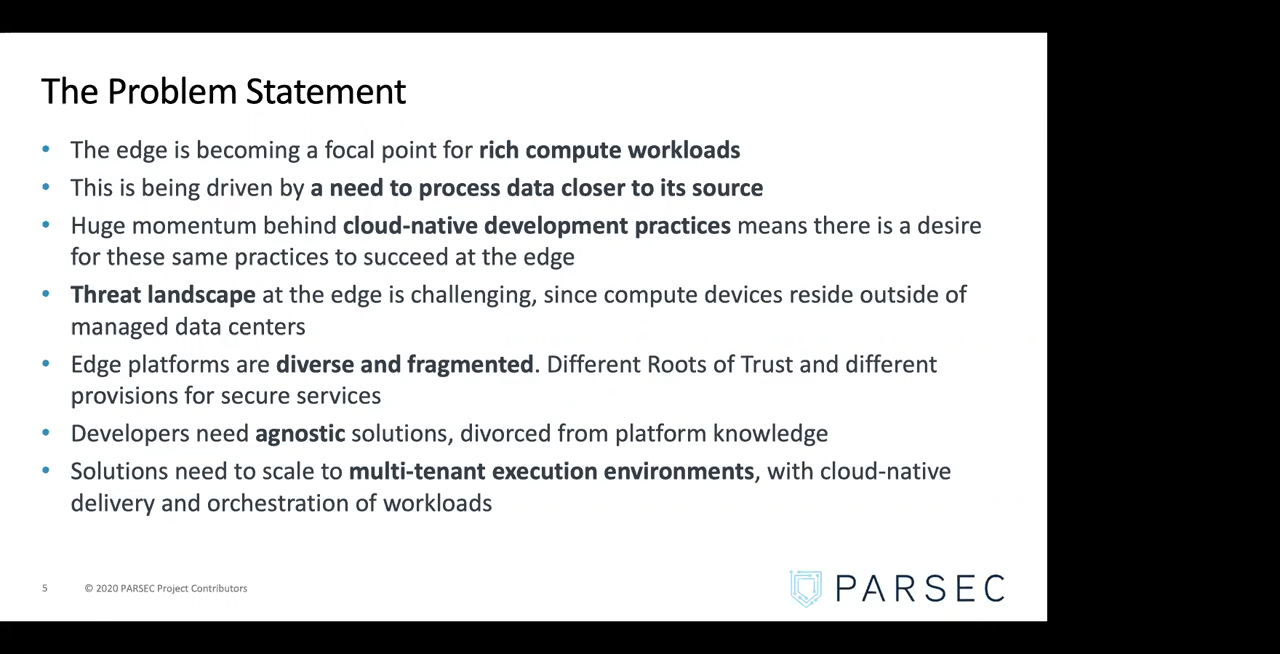 The Problem Statement
• The edge is becoming a focal point for rich compute workloads
• This is being driven by a need to process data closer to its source
• Huge momentum behind cloud-native development practices means there is a desire
for these same practices to succeed at the edge
• Threat landscape at the edge is challenging, since compute devices reside outside of
managed data centers
• Edge platforms are diverse and fragmented. Different Roots of Trust and different
provisions for secure services
• Developers need agnostic solutions, divorced from platform knowledge
• Solutions need to scale to multi-tenant execution environments, with cloud-native
delivery and orchestration of workloads
5 © 2020 PARSEC Project Contributors
PARSEC